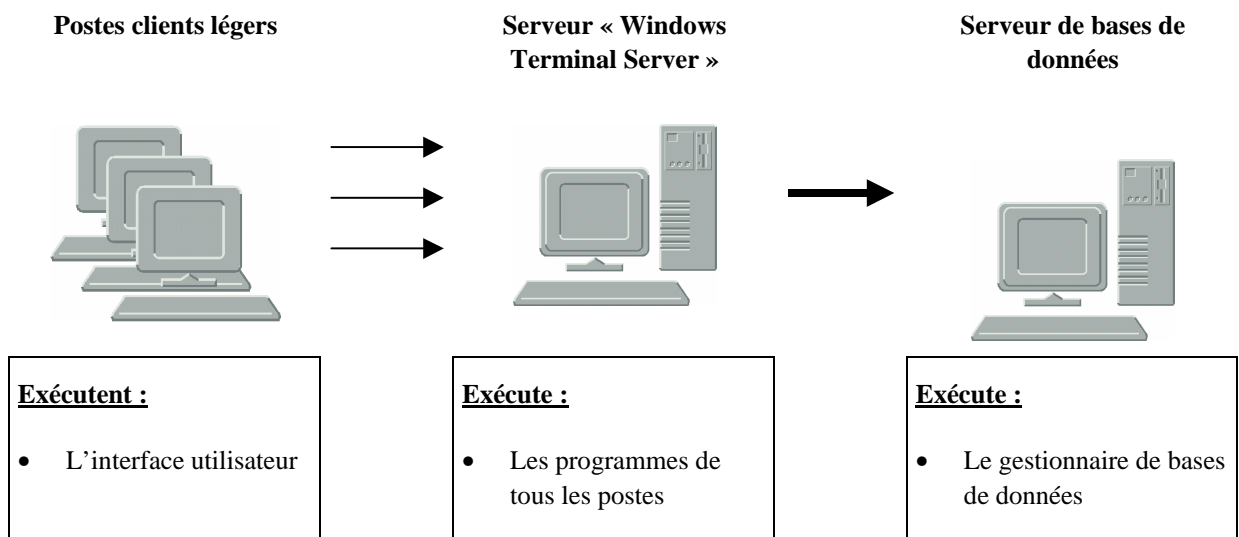 Postes clients légers
Serveur « Windows
Terminal Server »
Serveur de bases de
données
Exécutent :
• L’interface utilisateur
Exécute :
• Les programmes de
tous les postes
Exécute :
• Le gestionnaire de bases
de données